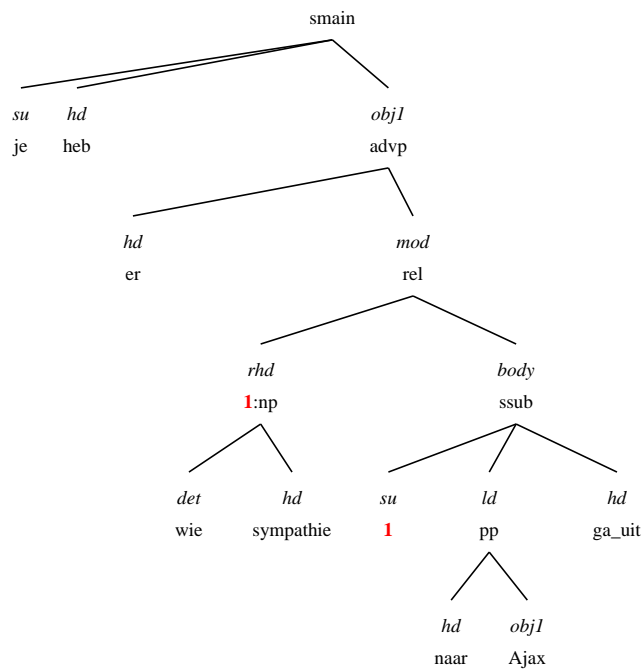 smain
su hd obj1
je heb advp
hd mod
er rel
rhd body
1:np ssub
det hd su ld hd
wie sympathie 1 pp ga_uit
hd obj1
naar Ajax